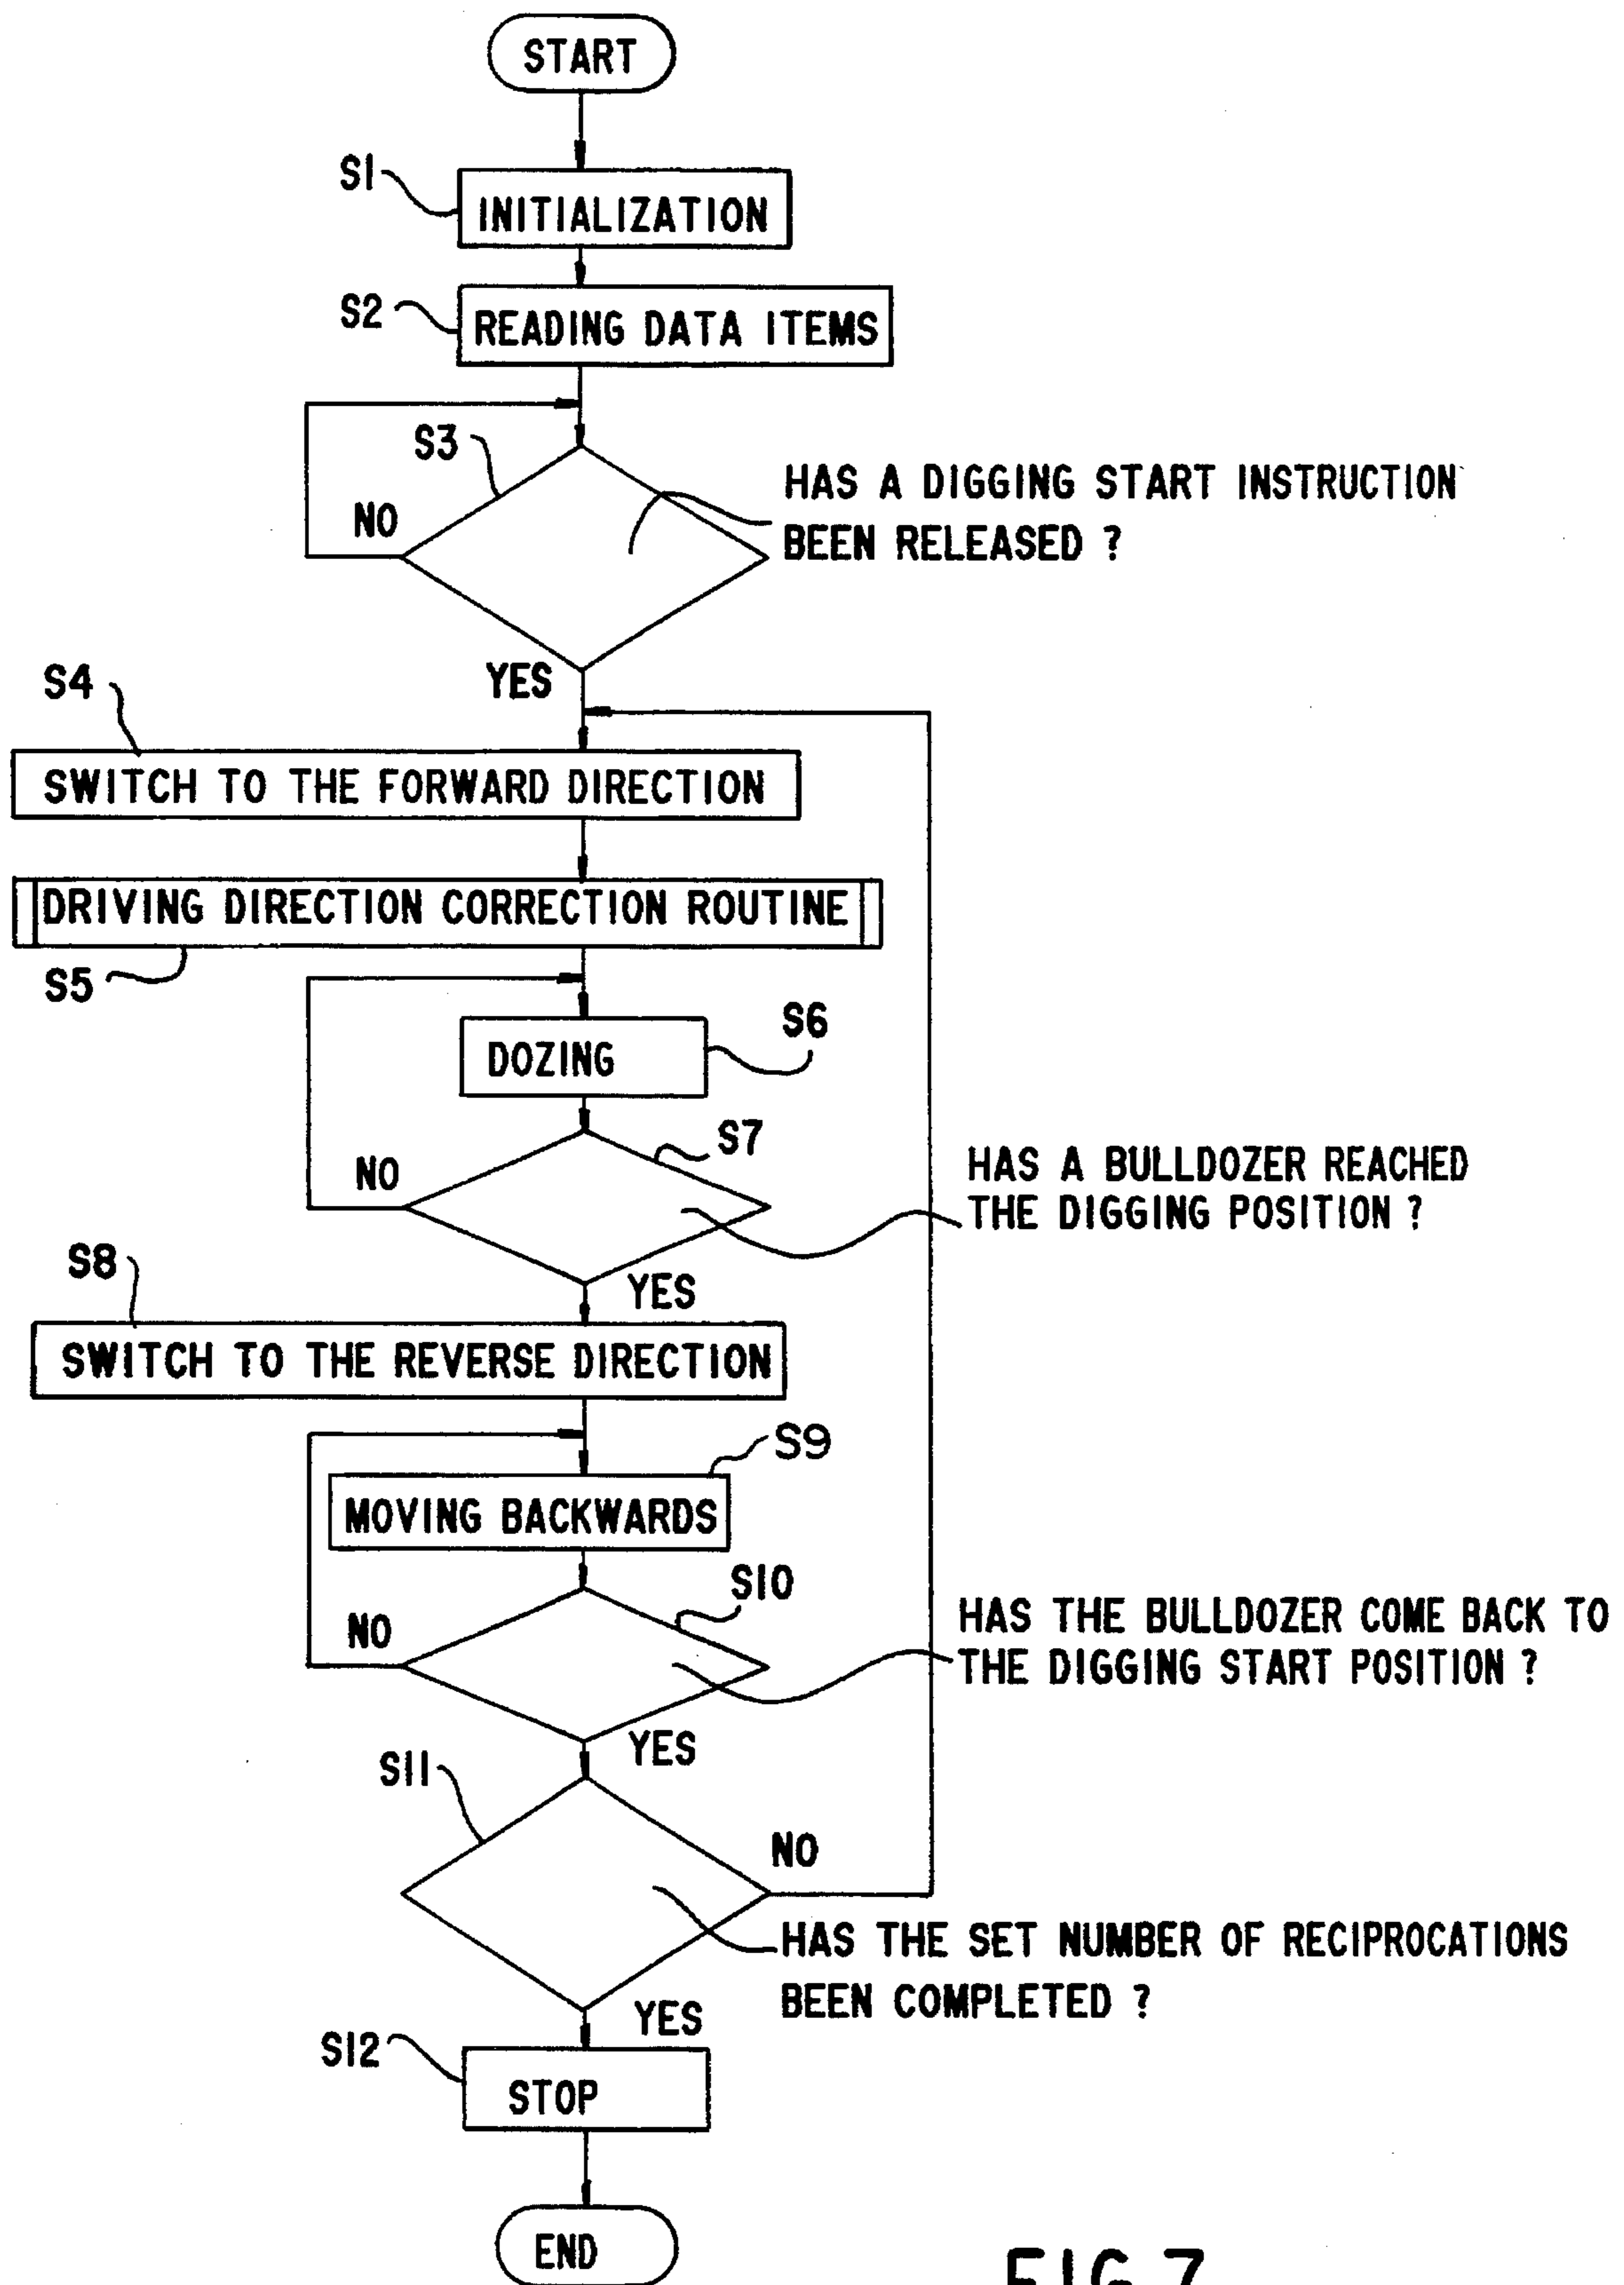 START
S1
INITIALIZATION
S2
READING DATA ITEMS
S3
HAS A DIGGING START INSTRUCTION
BEEN RELEASED ?
NO
YES
S4
SWITCH TO THE FORWARD DIRECTION
DRIVING DIRECTION CORRECTION ROUTINE
S5
S6
DOZING
S7
NO
HAS A BULLDOZER REACHED
THE DIGGING POSITION ?
YES
S8
SWITCH TO THE REVERSE DIRECTION
S9
MOVING BACKWARDS
S10
NO
HAS THE BULLDOZER COME BACK TO
THE DIGGING START POSITION ?
YES
S11
NO
HAS THE SET NUMBER OF RECIPROCATIONS
BEEN COMPLETED ?
YES
S12
STOP
END
FIG.7